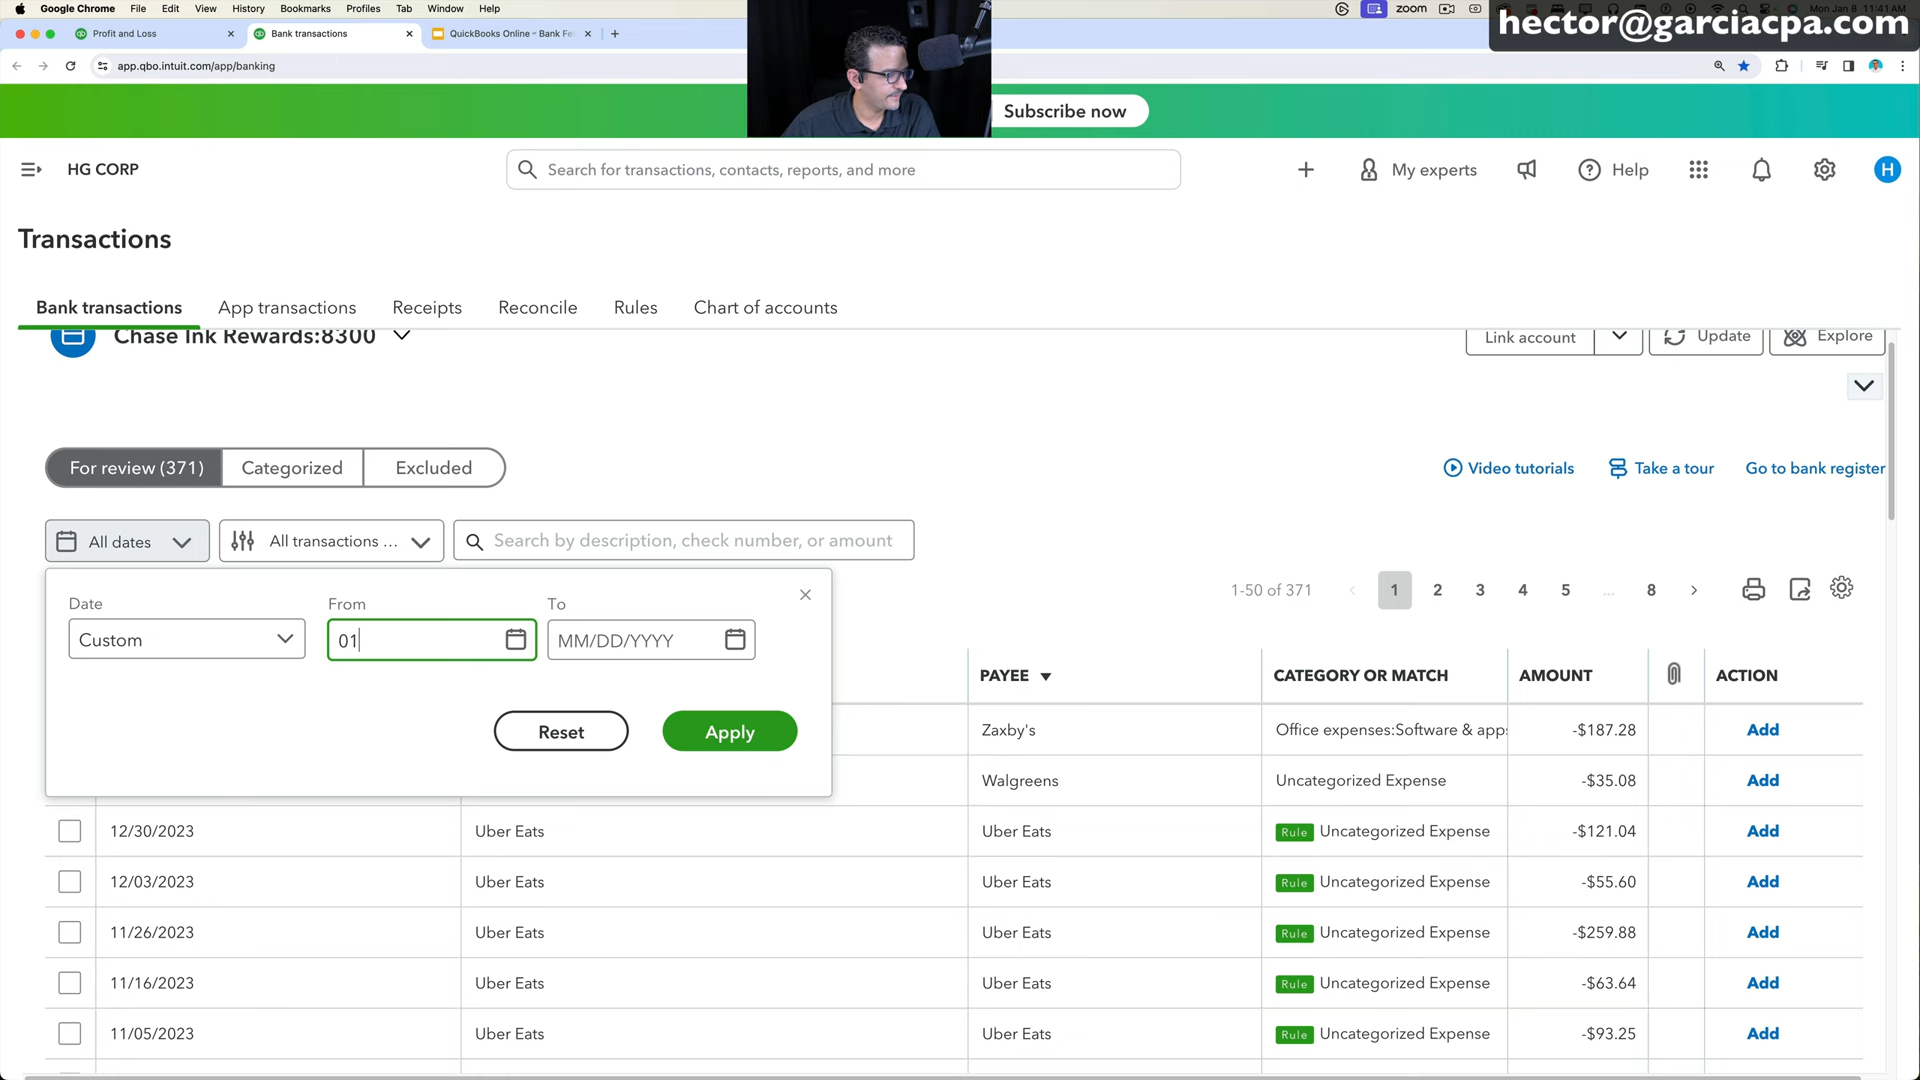 Google Chrome File Edit View History Bookmarks Profiles Tab Window Help
zoom
Mon Jan 8 11:41 AM
hector@garciacpa.com
Profit and Loss
Bank transactions
QuickBooks Online - Bank Fe
app.qbo.intuit.com/app/banking
Subscribe now
HG CORP
Search for transactions, contacts, reports, and more
My experts
Help
H
Transactions
Bank transactions App transactions Receipts Reconcile Rules Chart of accounts
Chase Ink Rewards:8300
Link account
Update
Explore
For review (371) Categorized Excluded
Video tutorials Take a tour Go to bank register
All dates All transactions ... Search by description, check number, or amount
1-50 of 371 1 2 3 4 5 ... 8
Date From To
Custom 01 MM/DD/YYYY
Reset Apply
PAYEE CATEGORY OR MATCH AMOUNT ACTION
Zaxby's Office expenses:Software & apps -$187.28 Add
Walgreens Uncategorized Expense -$35.08 Add
12/30/2023 Uber Eats Uber Eats Rule Uncategorized Expense -$121.04 Add
12/03/2023 Uber Eats Uber Eats Rule Uncategorized Expense -$55.60 Add
11/26/2023 Uber Eats Uber Eats Rule Uncategorized Expense -$259.88 Add
11/16/2023 Uber Eats Uber Eats Rule Uncategorized Expense -$63.64 Add
11/05/2023 Uber Eats Uber Eats Rule Uncategorized Expense -$93.25 Add